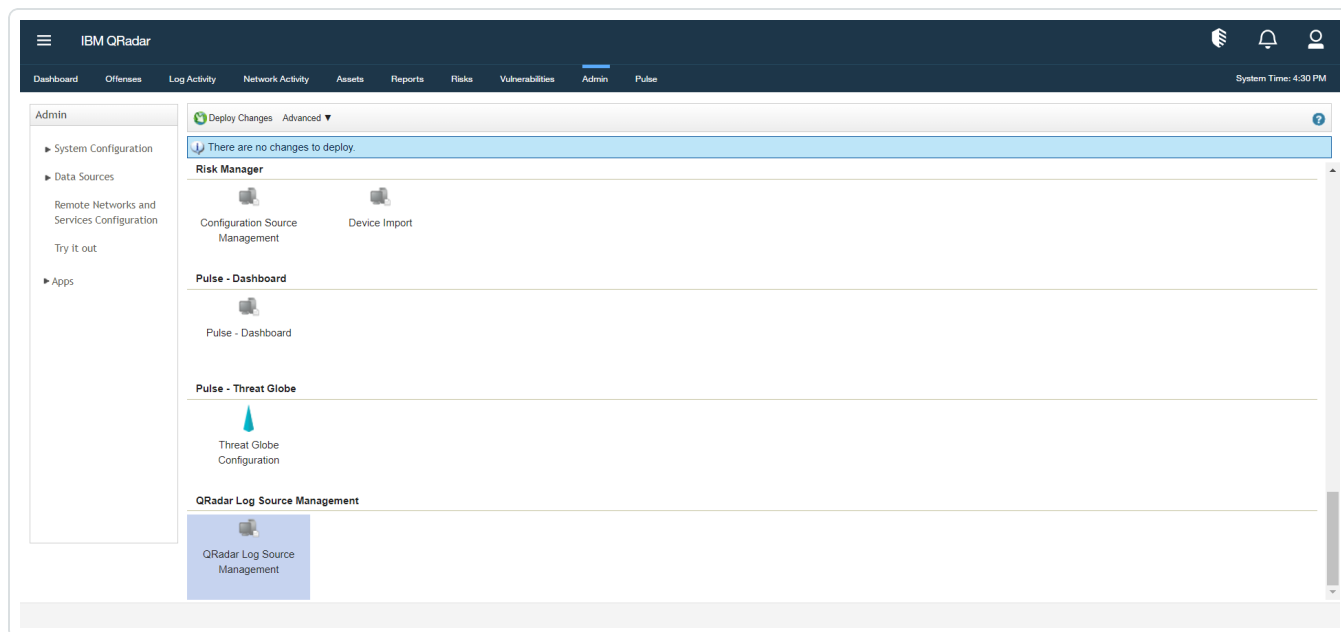 IBM QRadar
Dashboard Offenses Log Activity Network Activity Assets Reports Risks Vulnerabilities Admin Pulse System Time: 4:30 PM
Admin
System Configuration
Data Sources
Remote Networks and
Services Configuration
Try it out
Apps
Deploy Changes Advanced ▼
There are no changes to deploy.
Risk Manager
Configuration Source
Management
Device Import
Pulse - Dashboard
Pulse - Dashboard
Pulse - Threat Globe
Threat Globe
Configuration
QRadar Log Source Management
QRadar Log Source
Management